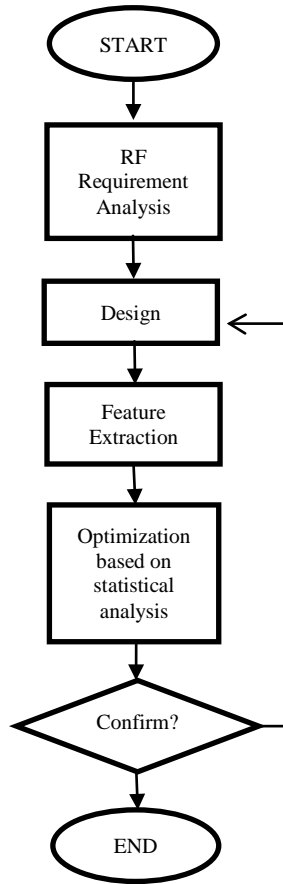 START
RF
Requirement
Analysis
Design
Feature
Extraction
Optimization
based on
statistical
analysis
Confirm?
END